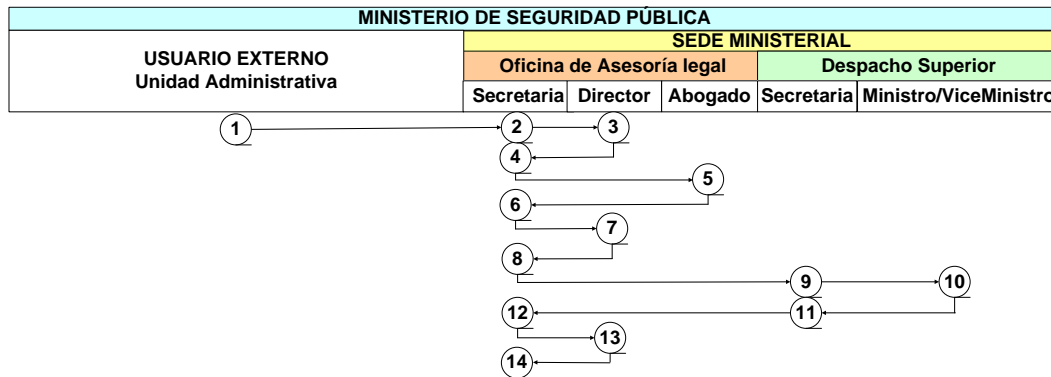 MINISTERIO DE SEGURIDAD PÚBLICA
USUARIO EXTERNO
Unidad Administrativa
SEDE MINISTERIAL
Oficina de Asesoría legal
Despacho Superior
Secretaria
Director
Abogado
Secretaria
Ministro/ViceMinistro
1
2
3
4
5
6
7
8
9
10
12
11
13
14